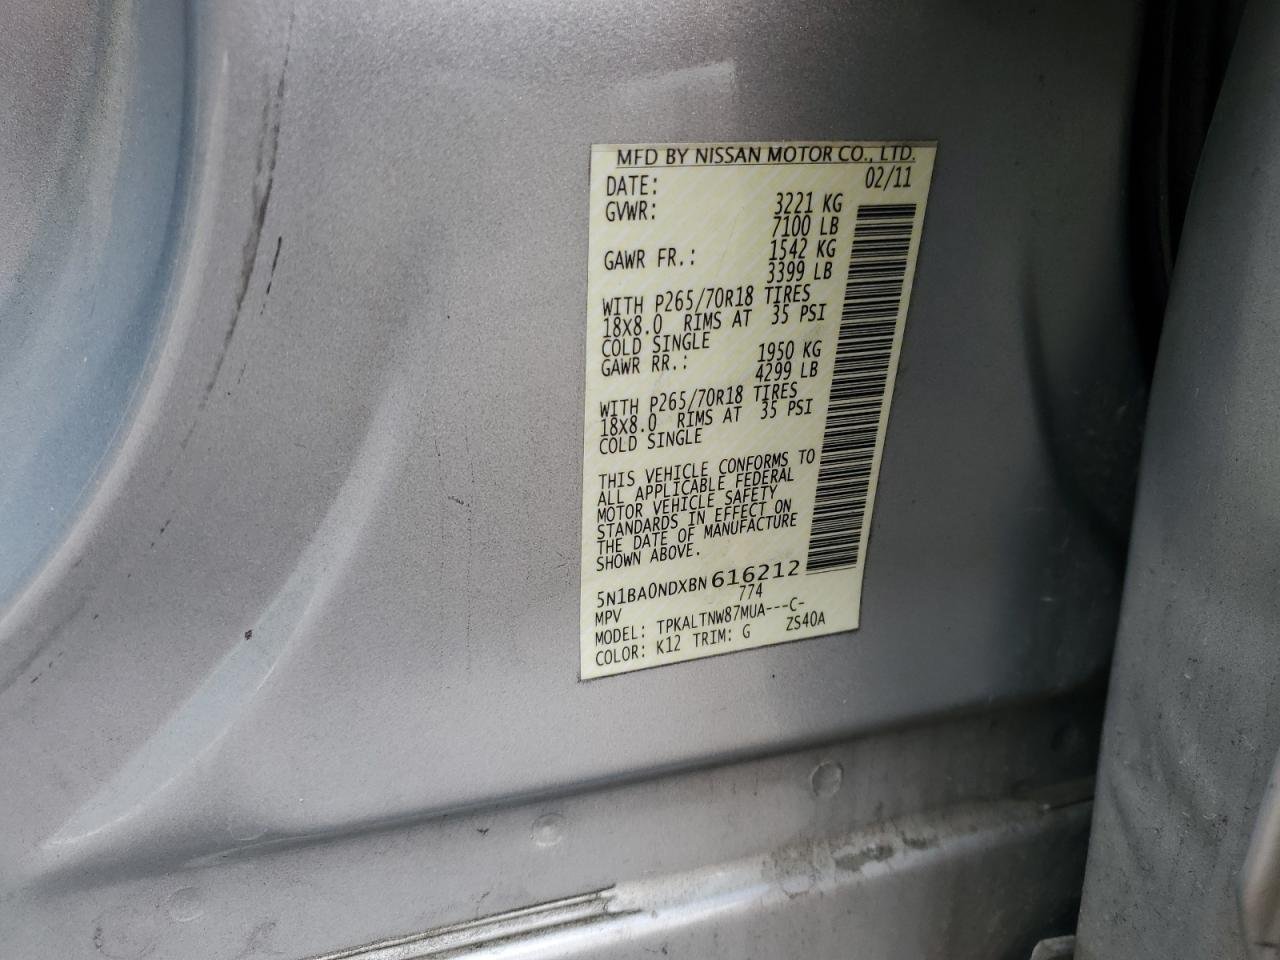 MFD BY NISSAN MOTOR CO., LTD.
DATE: 02/11
GVWR: 3221 KG
7100 LB
GAWR FR.: 1542 KG
3399 LB
WITH P265/70R18 TIRES
18X8.0 RIMS AT 35 PSI
COLD SINGLE
GAWR RR.: 1950 KG
4299 LB
WITH P265/70R18 TIRES
18X8.0 RIMS AT 35 PSI
COLD SINGLE
THIS VEHICLE CONFORMS TO
ALL APPLICABLE FEDERAL
MOTOR VEHICLE SAFETY
STANDARDS IN EFFECT ON
THE DATE OF MANUFACTURE
SHOWN ABOVE.
5N1BA0NDXBN616212
MPV 774
MODEL: TPKALTNW87MUA---C-
COLOR: K12 TRIM: G ZS40A